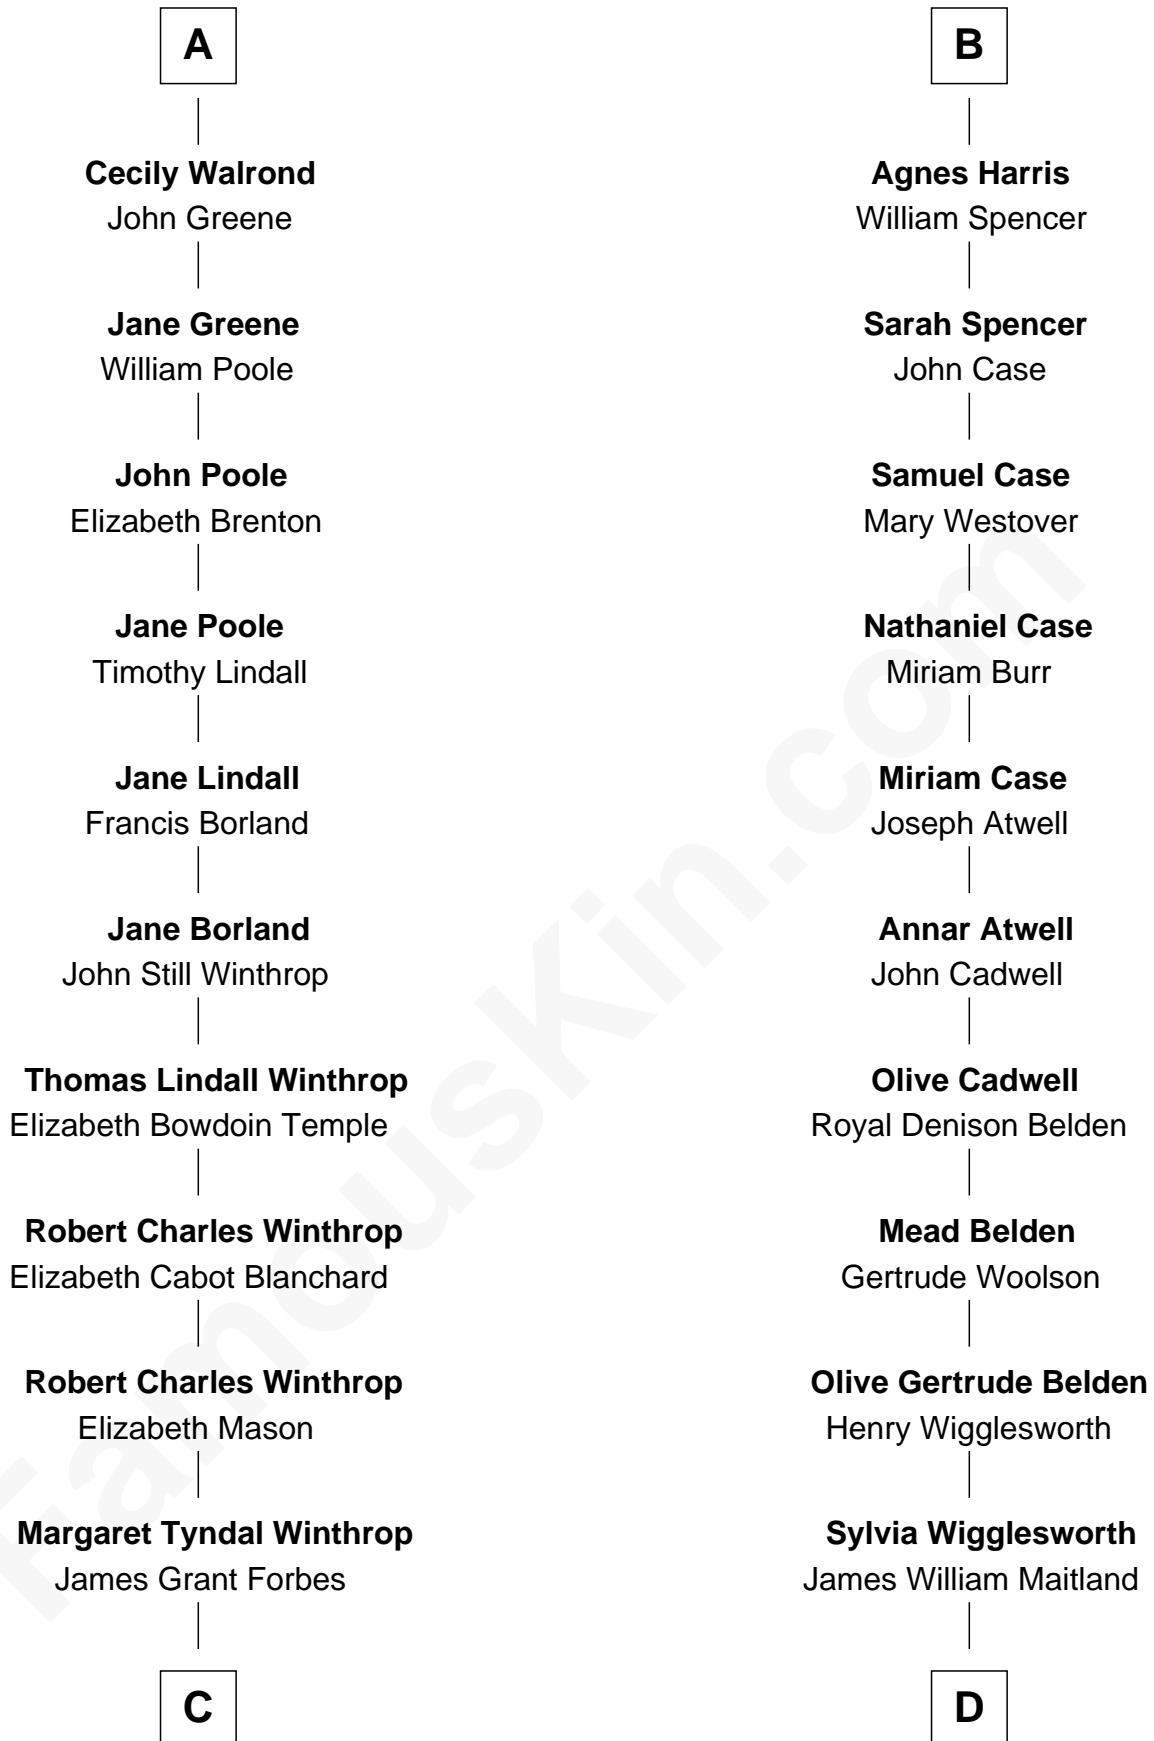 A
Cecily Walrond
John Greene
Jane Greene
William Poole
John Poole
Elizabeth Brenton
Jane Poole
Timothy Lindall
Jane Lindall
Francis Borland
Jane Borland
John Still Winthrop
Thomas Lindall Winthrop
Elizabeth Bowdoin Temple
Robert Charles Winthrop
Elizabeth Cabot Blanchard
Robert Charles Winthrop
Elizabeth Mason
Margaret Tyndal Winthrop
James Grant Forbes
C
B
Agnes Harris
William Spencer
Sarah Spencer
John Case
Samuel Case
Mary Westover
Nathaniel Case
Miriam Burr
Miriam Case
Joseph Atwell
Annar Atwell
John Cadwell
Olive Cadwell
Royal Denison Belden
Mead Belden
Gertrude Woolson
Olive Gertrude Belden
Henry Wigglesworth
Sylvia Wigglesworth
James William Maitland
D
FamousKin.com